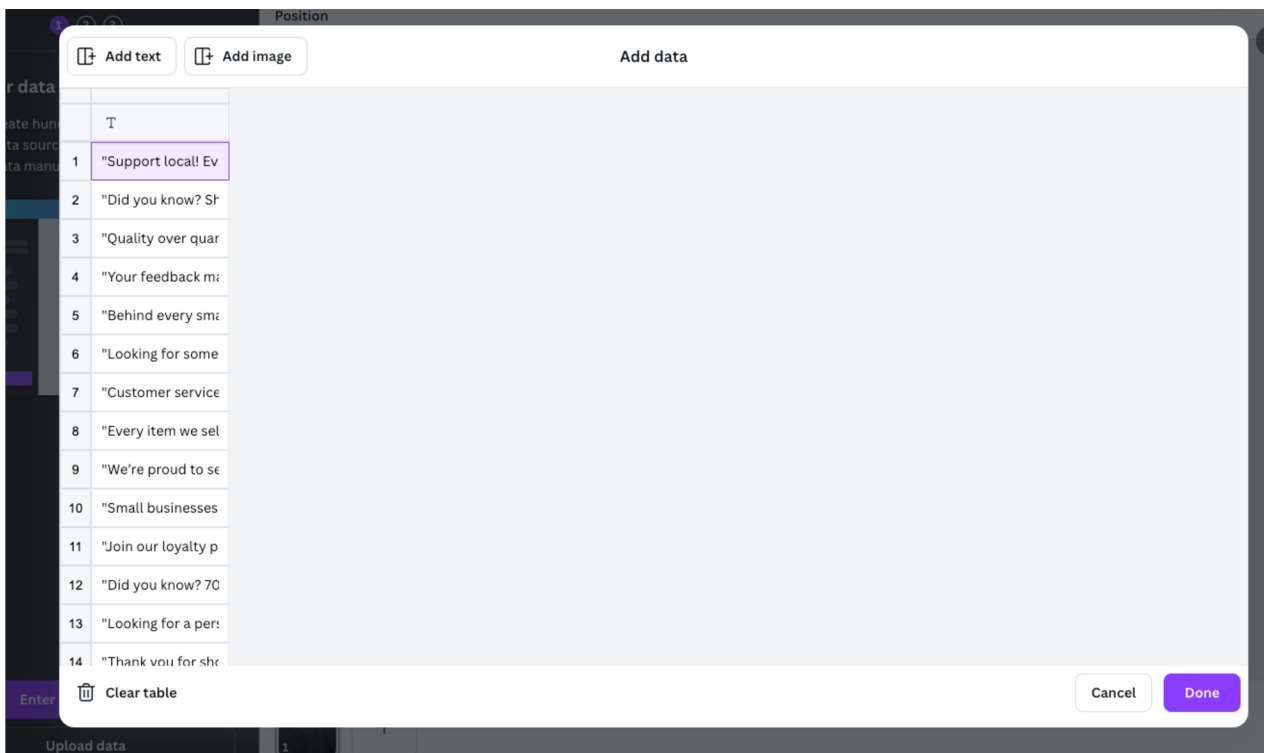 Position
1 2 3
Add text
Add image
Add data
r data
eate hun
ta sourc
ta manu
T
1 "Support local! Ev
2 "Did you know? Sh
3 "Quality over quar
4 "Your feedback ma
5 "Behind every sma
6 "Looking for some
7 "Customer service
8 "Every item we sel
9 "We're proud to se
10 "Small businesses
11 "Join our loyalty p
12 "Did you know? 70
13 "Looking for a pers
14 "Thank you for sho
Clear table
Cancel
Done
Enter
Upload data
1